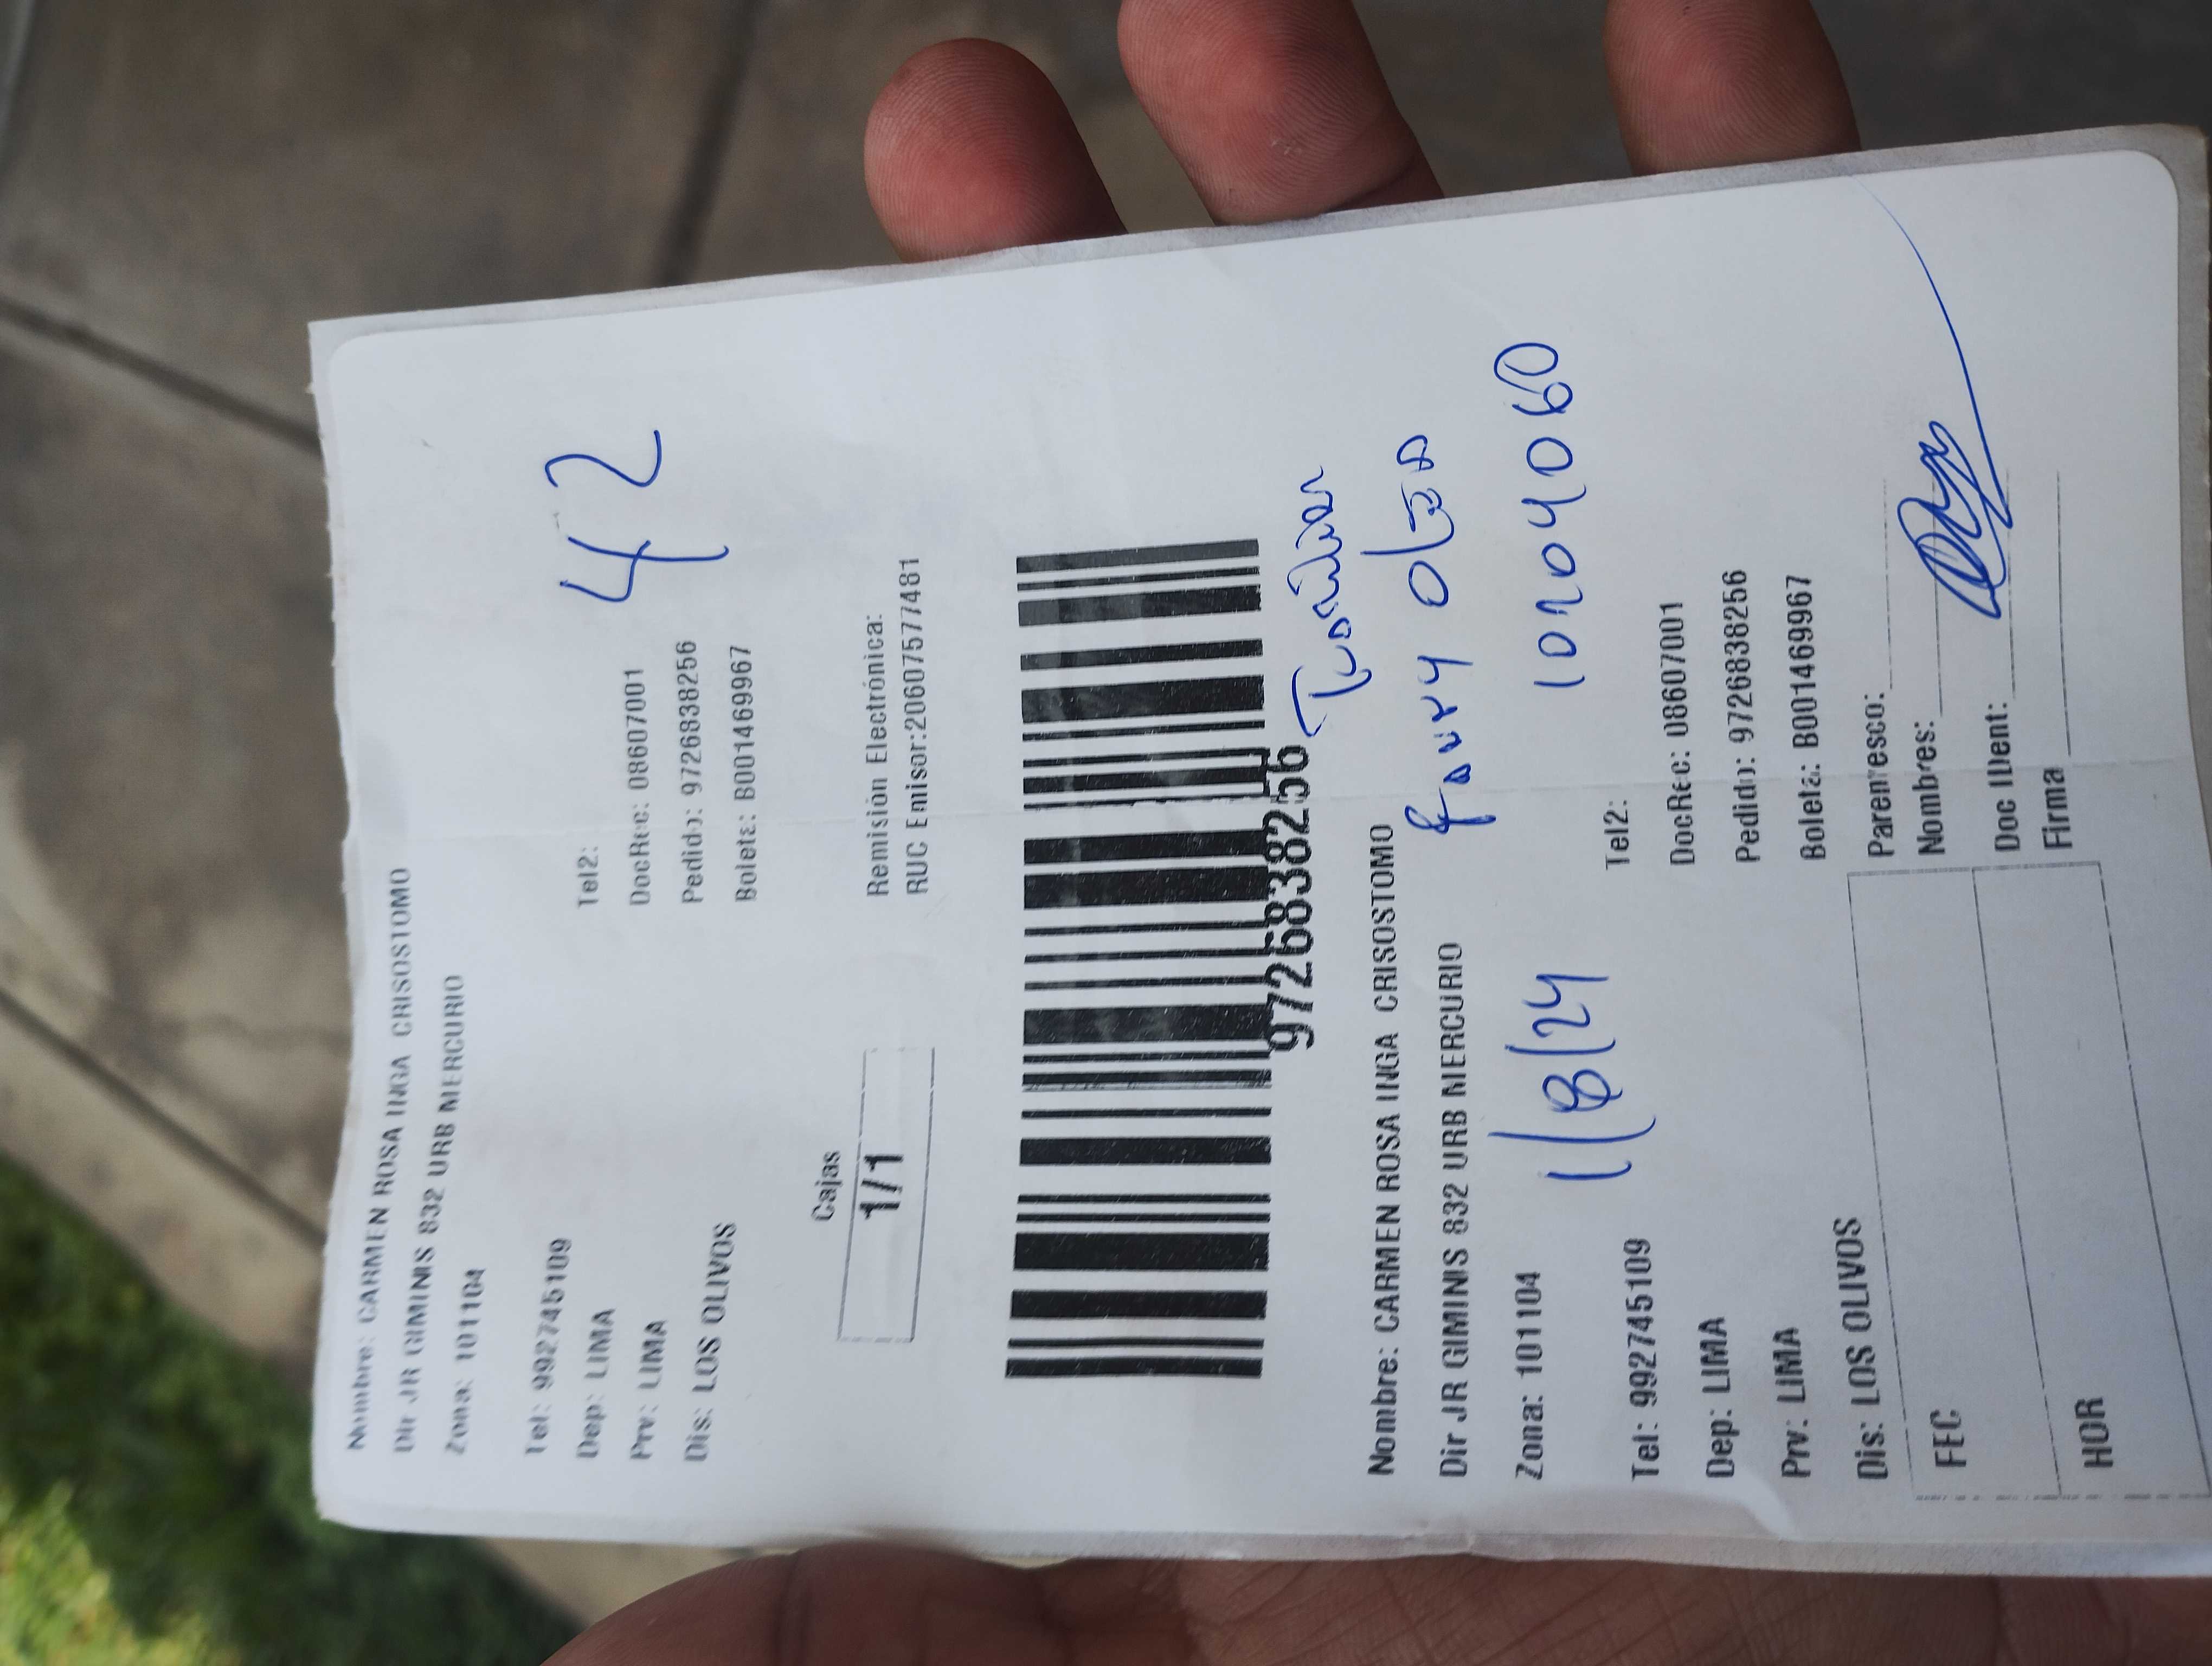 Nombre: CARMEN ROSA INGA CRISOSTOMO
Dir JR GIMINIS 832 URB MERCURIO
Zona: 101104
Tel: 992745109
Tel2:
Dep: LIMA
DocRec: 08607001
Prv: LIMA
Pedido: 972683838256
Dis: LOS OLIVOS
Boleta: B001469967
42
Cajas
1/1
Remisión Electrónica:
RUC Emisor:20607577481
97268382 56
Nombre: CARMEN ROSA INGA CRISOSTOMO
Dir JR GIMINIS 832 URB MERCURIO
Zona: 101104
1/8/24
10204060
Tel: 992745109
Tel2:
Dep: LIMA
DocRec: 08607001
Prv: LIMA
Pedido: 9726838256
Dis: LOS OLIVOS
Boleta: B001469967
FEC
HOR
Parentesco:
Nombres:
Doc IDent:
Firma